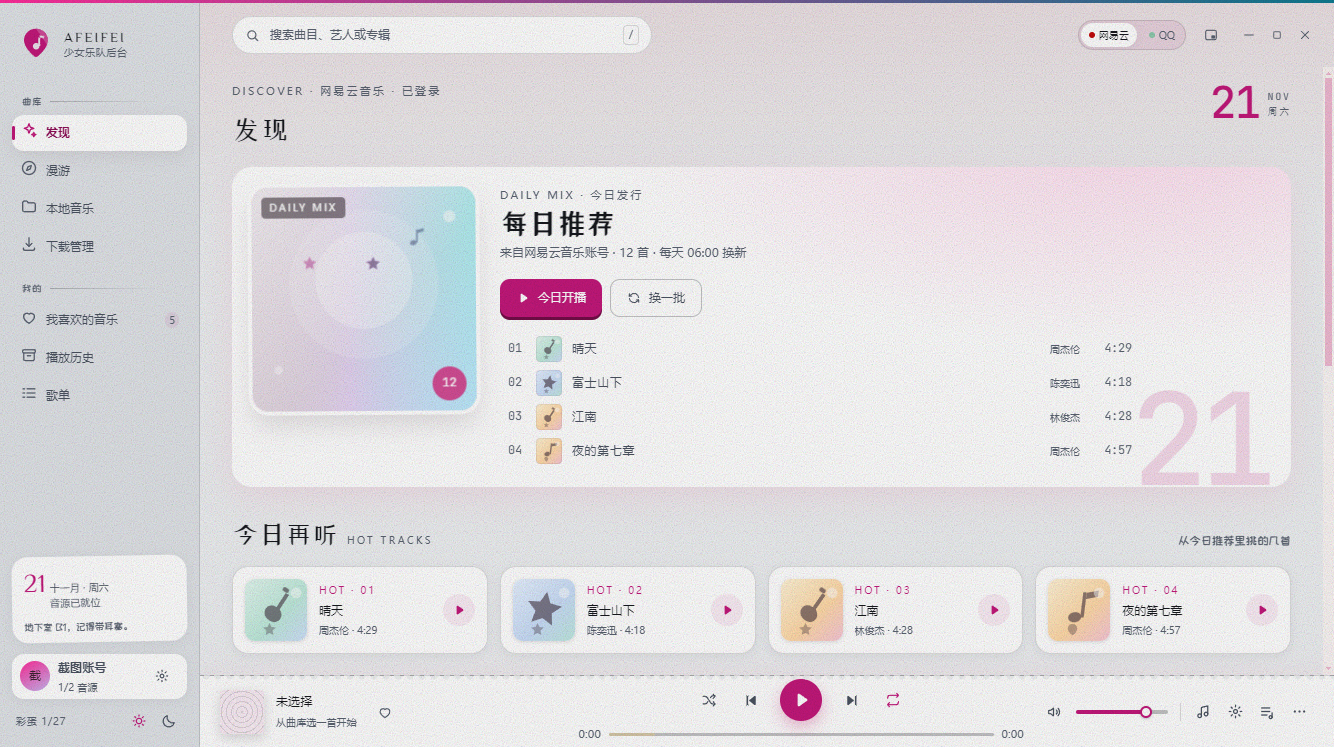 AFEIFEI
少女乐队后台
搜索曲目、艺人或专辑
/
网易云
QQ
曲库
发现
漫游
本地音乐
下载管理
我的
我喜欢的音乐
5
播放历史
歌单
21
十一月 · 周六
音源已就位
地下室 B1，记得带耳塞。
截
截图账号
1/2 音源
彩蛋 1/27
DISCOVER · 网易云音乐 · 已登录
发现
21
NOV
周六
DAILY MIX
12
DAILY MIX · 今日发行
每日推荐
来自网易云音乐账号 · 12 首 · 每天 06:00 换新
今日开播
换一批
01 晴天 周杰伦 4:29
02 富士山下 陈奕迅 4:18
03 江南 林俊杰 4:28
04 夜的第七章 周杰伦 4:57
21
今日再听 HOT TRACKS
从今日推荐里挑的几首
HOT · 01
晴天
周杰伦 · 4:29
HOT · 02
富士山下
陈奕迅 · 4:18
HOT · 03
江南
林俊杰 · 4:28
HOT · 04
夜的第七章
周杰伦 · 4:57
未选择
从曲库选一首开始
0:00
0:00